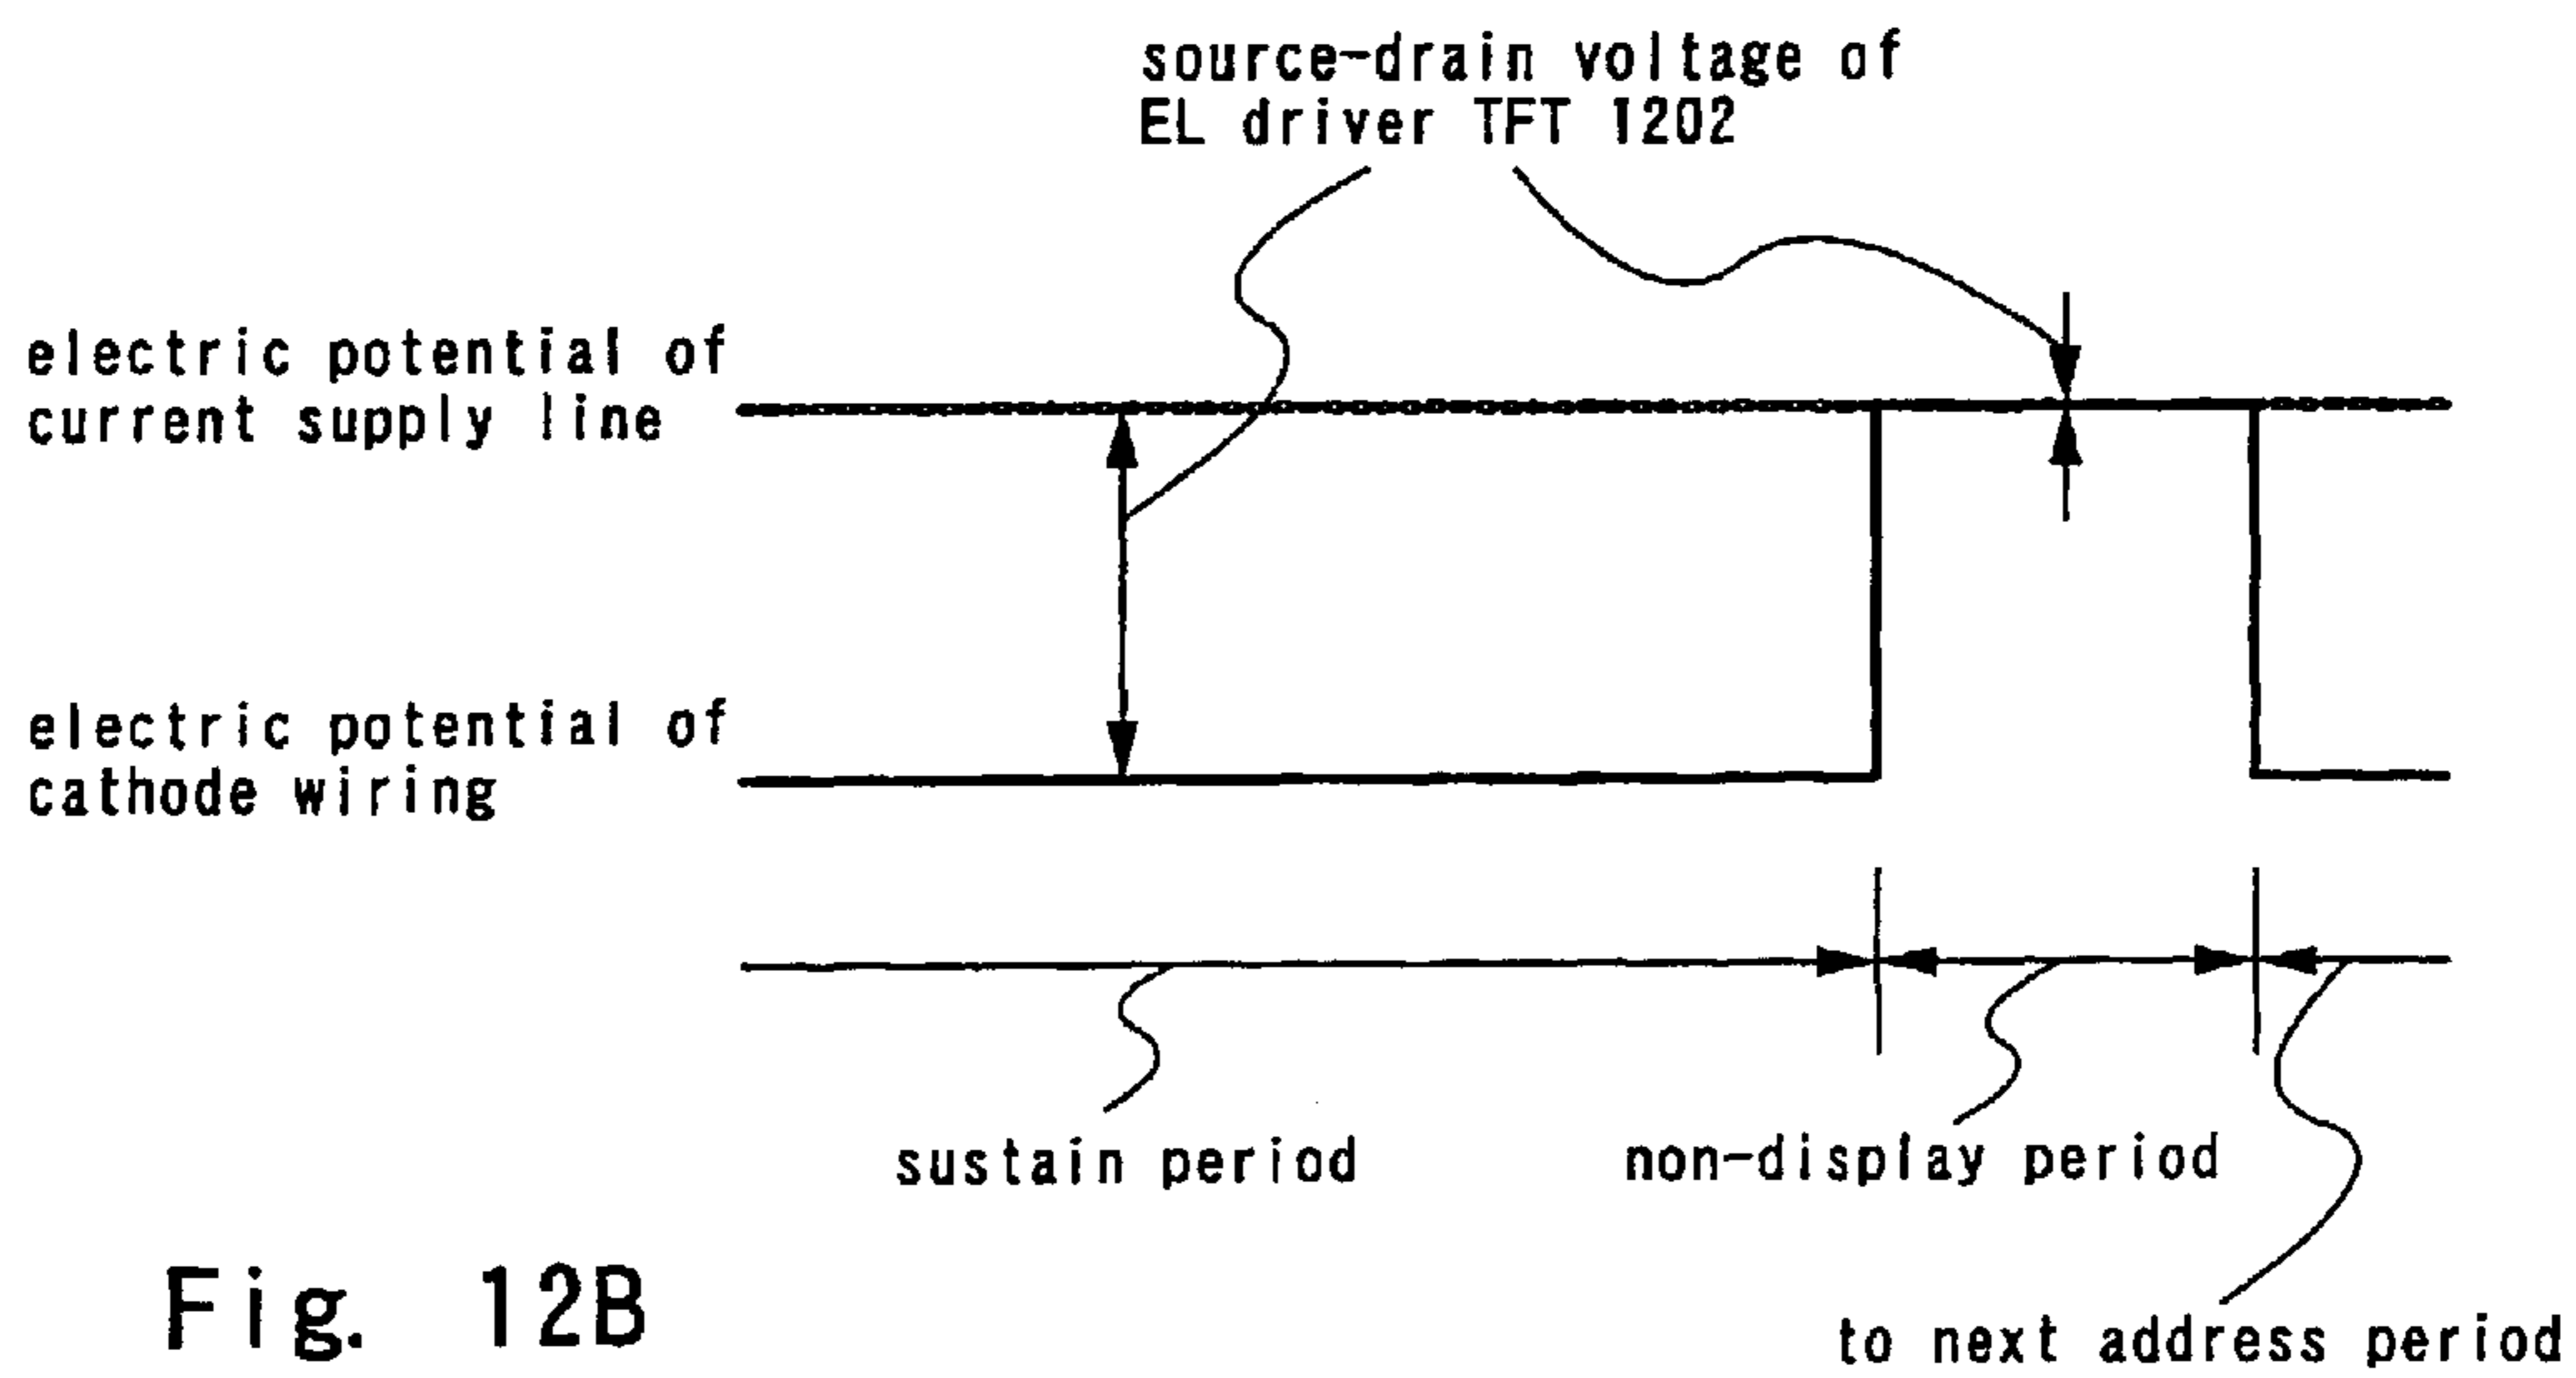 source-drain voltage of
EL driver TFT 1202
electric potential of
current supply line
electric potential of
cathode wiring
sustain period
non-display period
to next address period
Fig. 12B